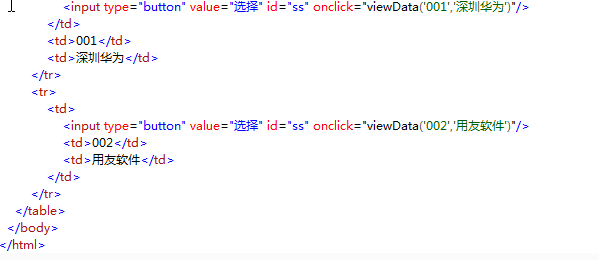 <input type="button" value="选择" id="ss" onclick="viewData('001','深圳华为')"/>
</td>
<td>001</td>
<td>深圳华为</td>
</tr>
<tr>
<td>
<input type="button" value="选择" id="ss" onclick="viewData('002','用友软件')"/>
<td>002</td>
<td>用友软件</td>
</td>
</tr>
</table>
</body>
</html>